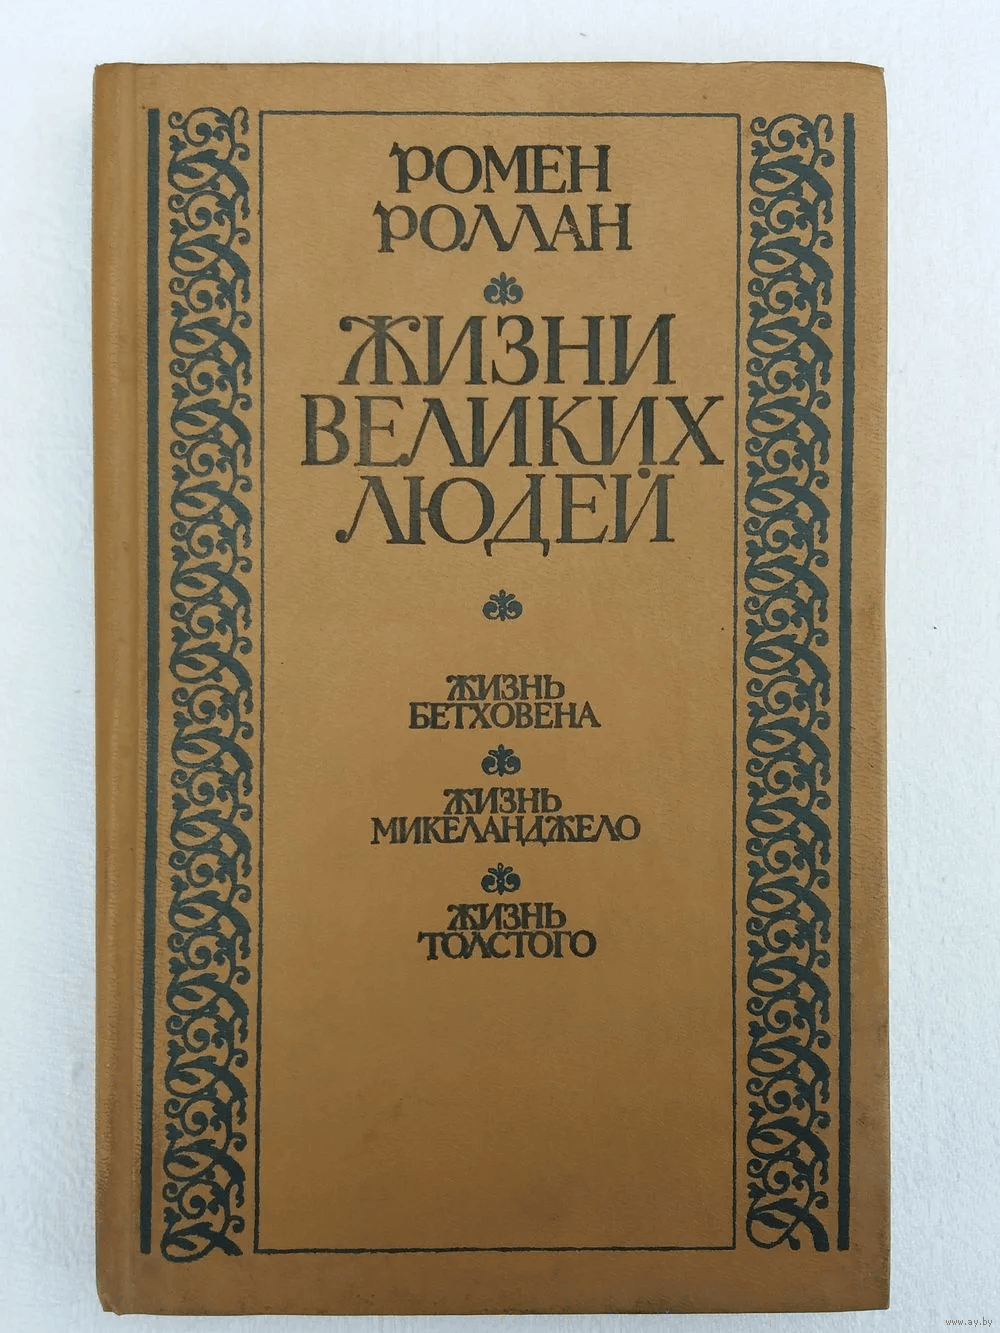 РОМЕН
РОЛЛАН
ЖИЗНИ
ВЕЛИКИХ
ЛЮДЕЙ
ЖИЗНЬ
БЕТХОВЕНА
ЖИЗНЬ
МИКЕЛАНДЖЕЛО
ЖИЗНЬ
ТОЛСТОГО
www.ay.by